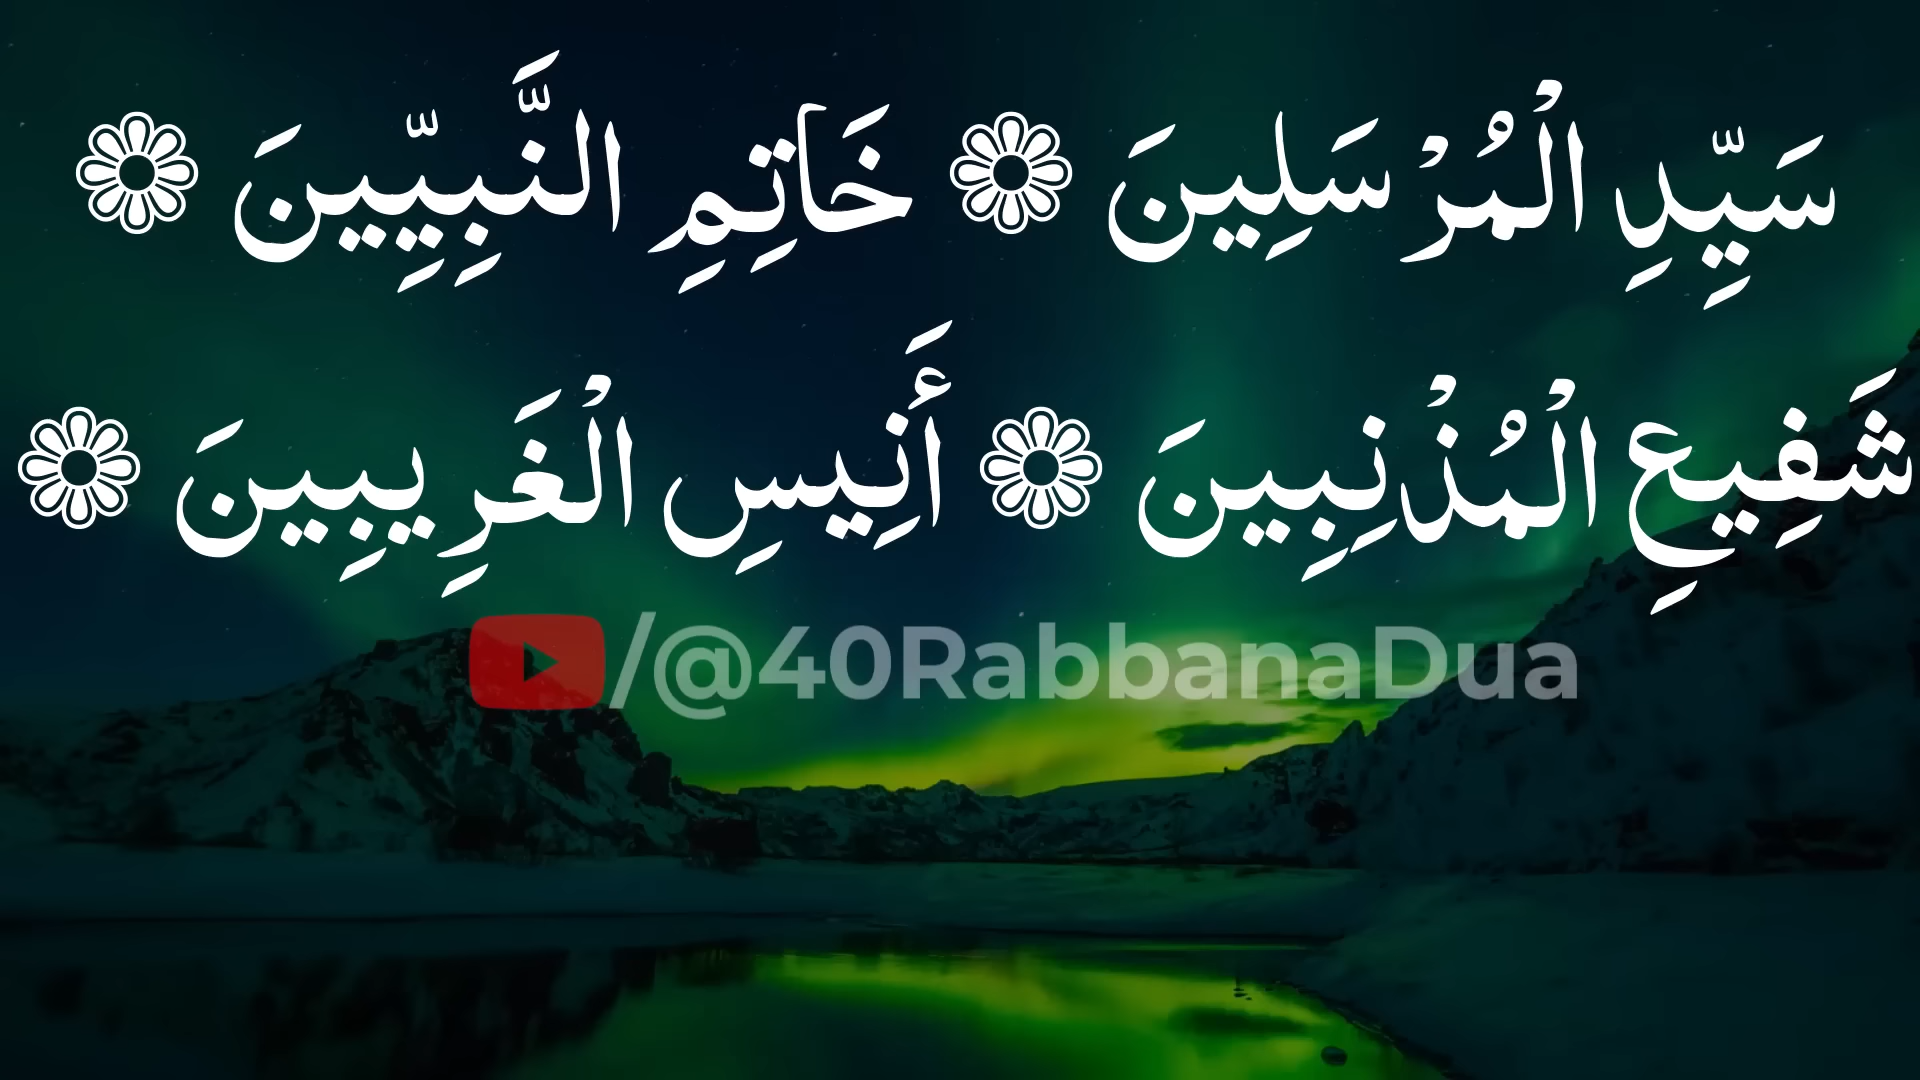 سَيِّدِ الْمُرْسَلِينَ ❁ خَاتِمِ النَّبِيِّينَ ❁
شَفِيعِ الْمُذْنِبِينَ ❁ أَنِيسِ الْغَرِيبِينَ ❁
/@40RabbanaDua